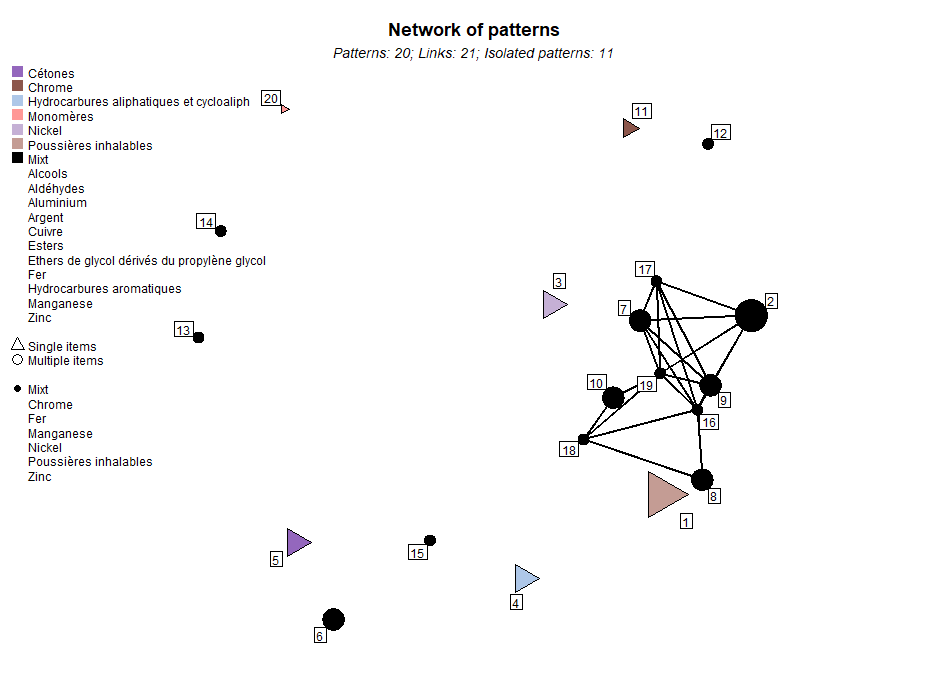 Network of patterns
Patterns: 20; Links: 21; Isolated patterns: 11
Cétones
Chrome
Hydrocarbures aliphatiques et cycloaliph
Monomères
Nickel
Poussières inhalables
Mixt
Alcools
Aldéhydes
Aluminium
Argent
Cuivre
Esters
Ethers de glycol dérivés du propylène glycol
Fer
Hydrocarbures aromatiques
Manganese
Zinc
Single items
Multiple items
Mixt
Chrome
Fer
Manganese
Nickel
Poussières inhalables
Zinc
20
11
12
14
17
3
2
7
13
10
19
9
16
18
8
1
15
5
4
6